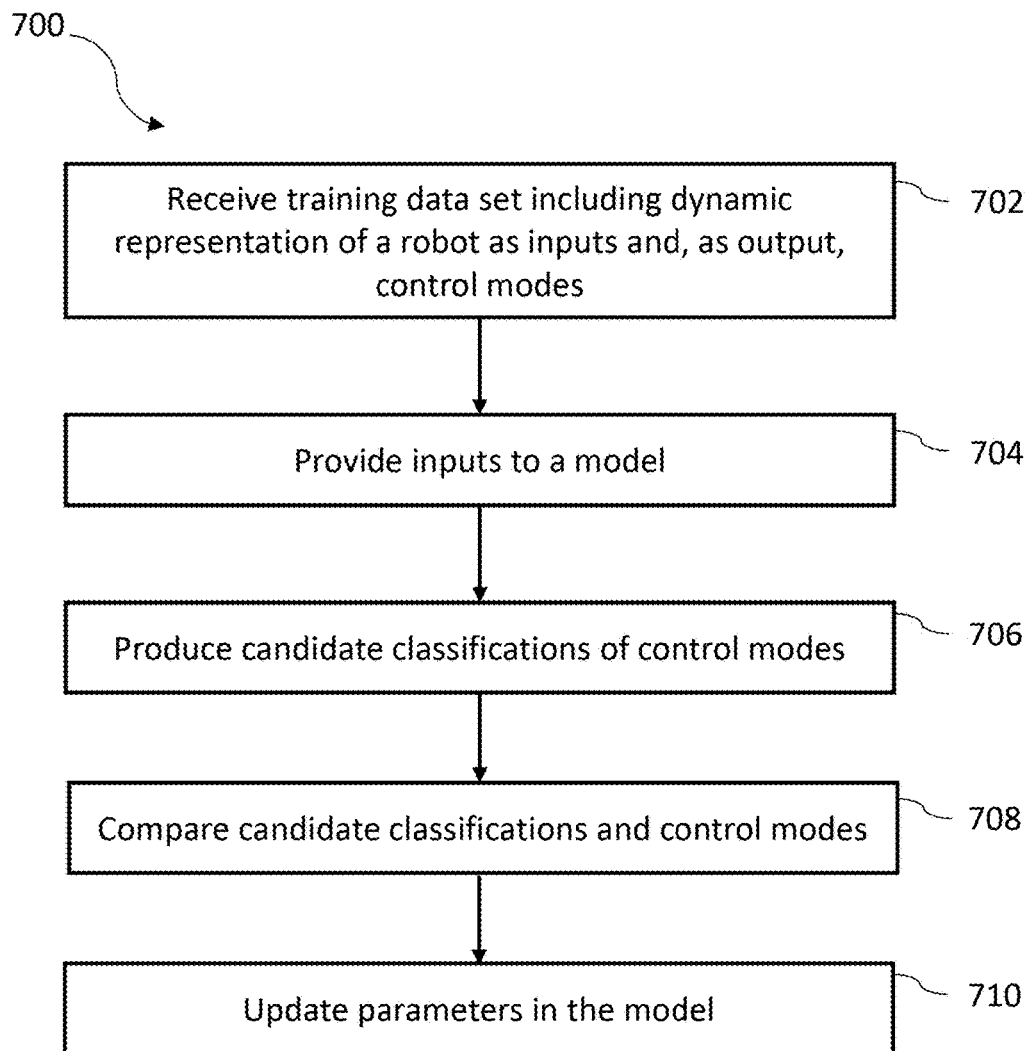 700
Receive training data set including dynamic
representation of a robot as inputs and, as output,
control modes
702
Provide inputs to a model
704
Produce candidate classifications of control modes
706
Compare candidate classifications and control modes
708
Update parameters in the model
710